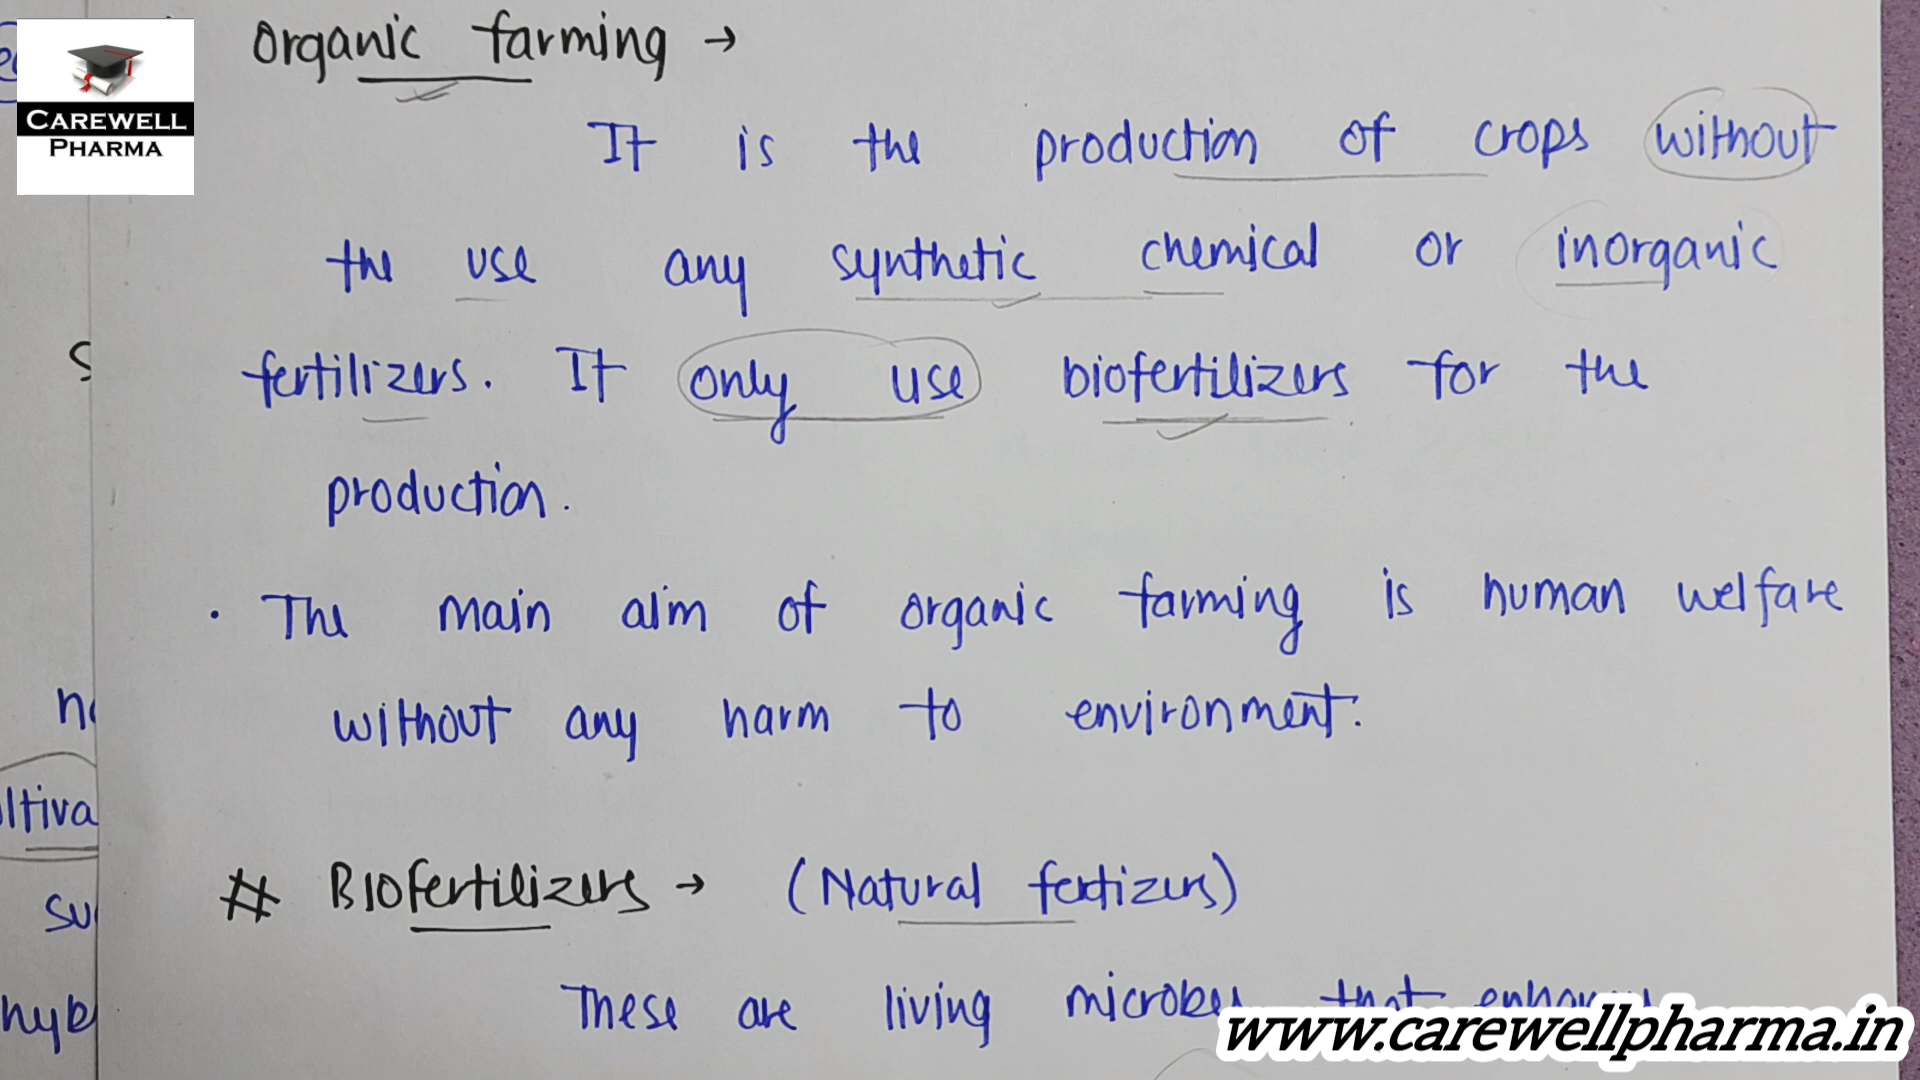 Organic farming →
CAREWELL
PHARMA
It is the production of crops without
the use any synthetic chemical or inorganic
fertilizers. It only use biofertilizers for the
production.
• The main aim of organic farming is human welfare
without any harm to environment.
# Biofertilizers → (Natural fertizers)
These are living microbes that
www.carewellpharma.in